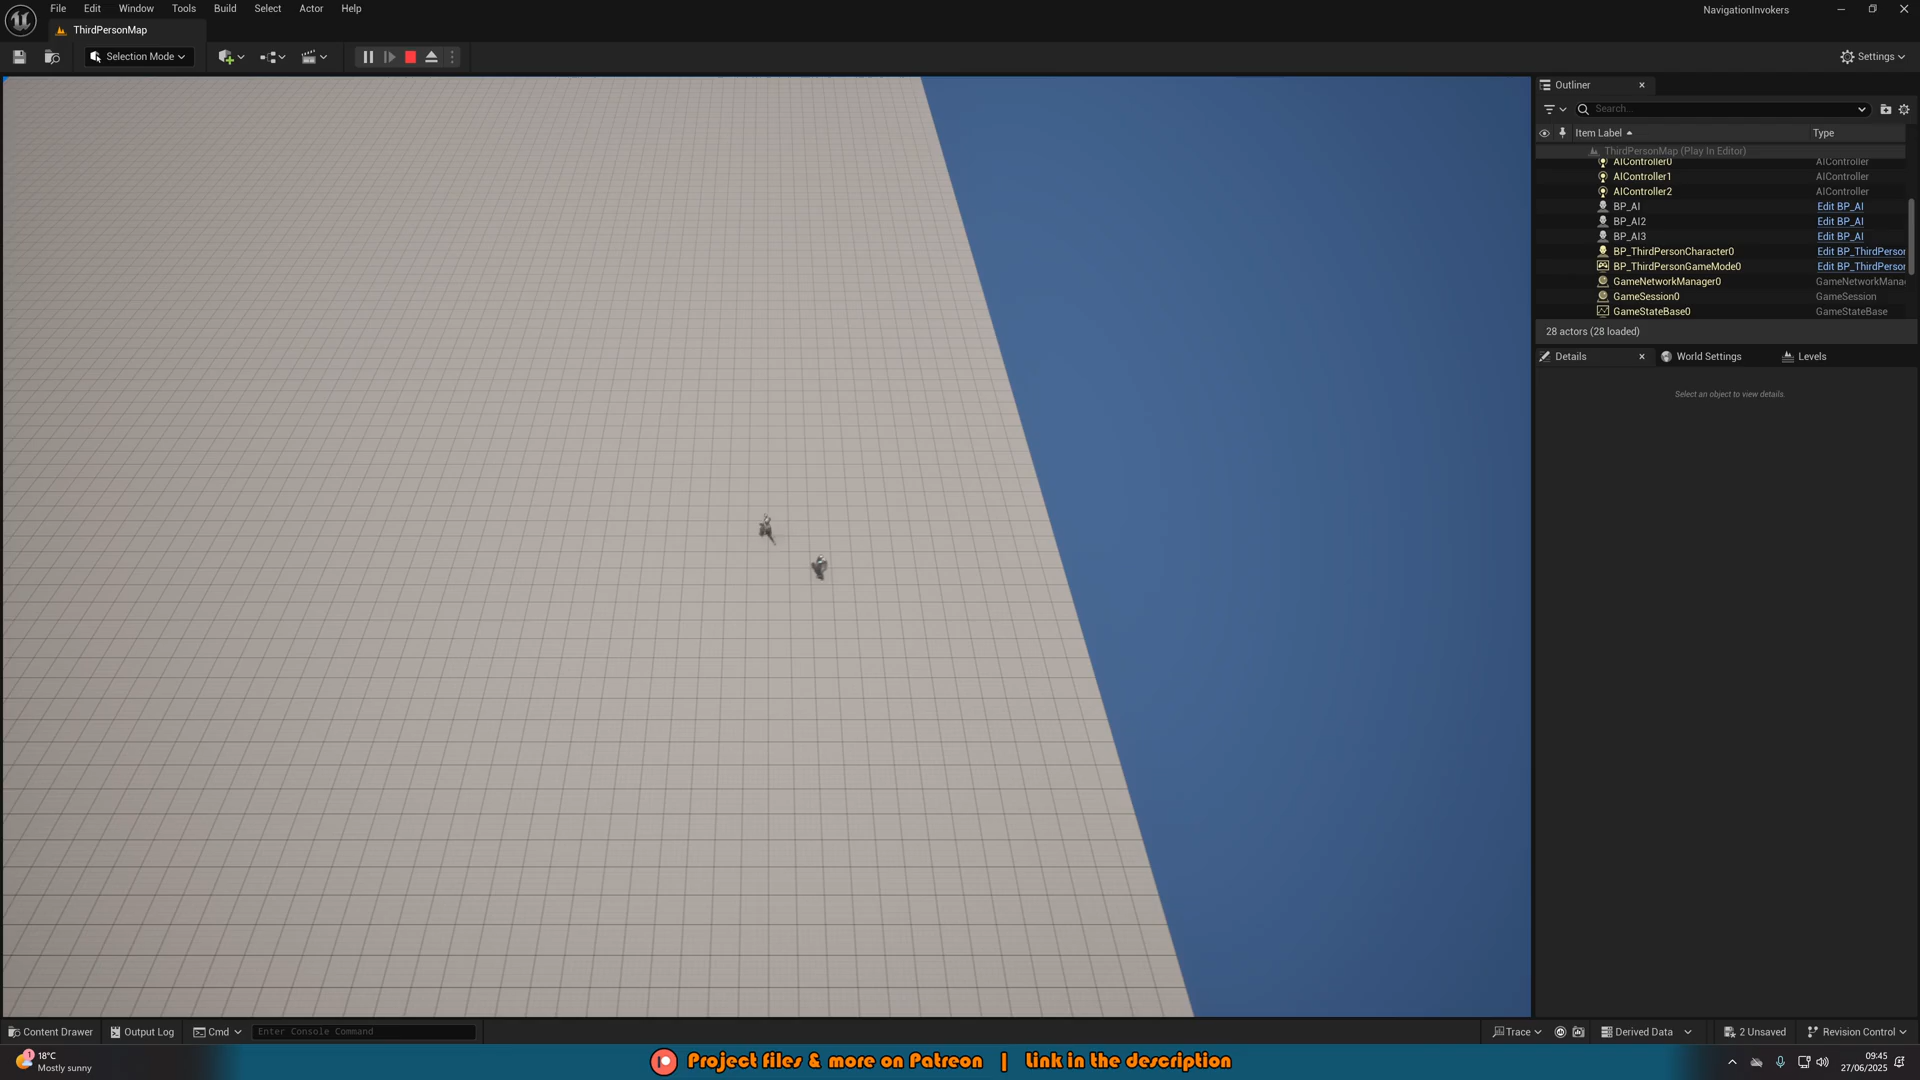 File Edit Window Tools Build Select Actor Help
NavigationInvokers
ThirdPersonMap
Selection Mode
Settings
Outliner
Search...
Item Label Type
ThirdPersonMap (Play In Editor)
AIController0 AIController
AIController1 AIController
AIController2 AIController
BP_AI Edit BP_AI
BP_AI2 Edit BP_AI
BP_AI3 Edit BP_AI
BP_ThirdPersonCharacter0 Edit BP_ThirdPerson
BP_ThirdPersonGameMode0 Edit BP_ThirdPerson
GameNetworkManager0 GameNetworkMana
GameSession0 GameSession
GameStateBase0 GameStateBase
28 actors (28 loaded)
Details World Settings Levels
Select an object to view details.
Content Drawer Output Log Cmd Enter Console Command
Trace Derived Data 2 Unsaved Revision Control
1
18°C
Mostly sunny
Project files & more on Patreon | Link in the description
09:45
27/06/2025